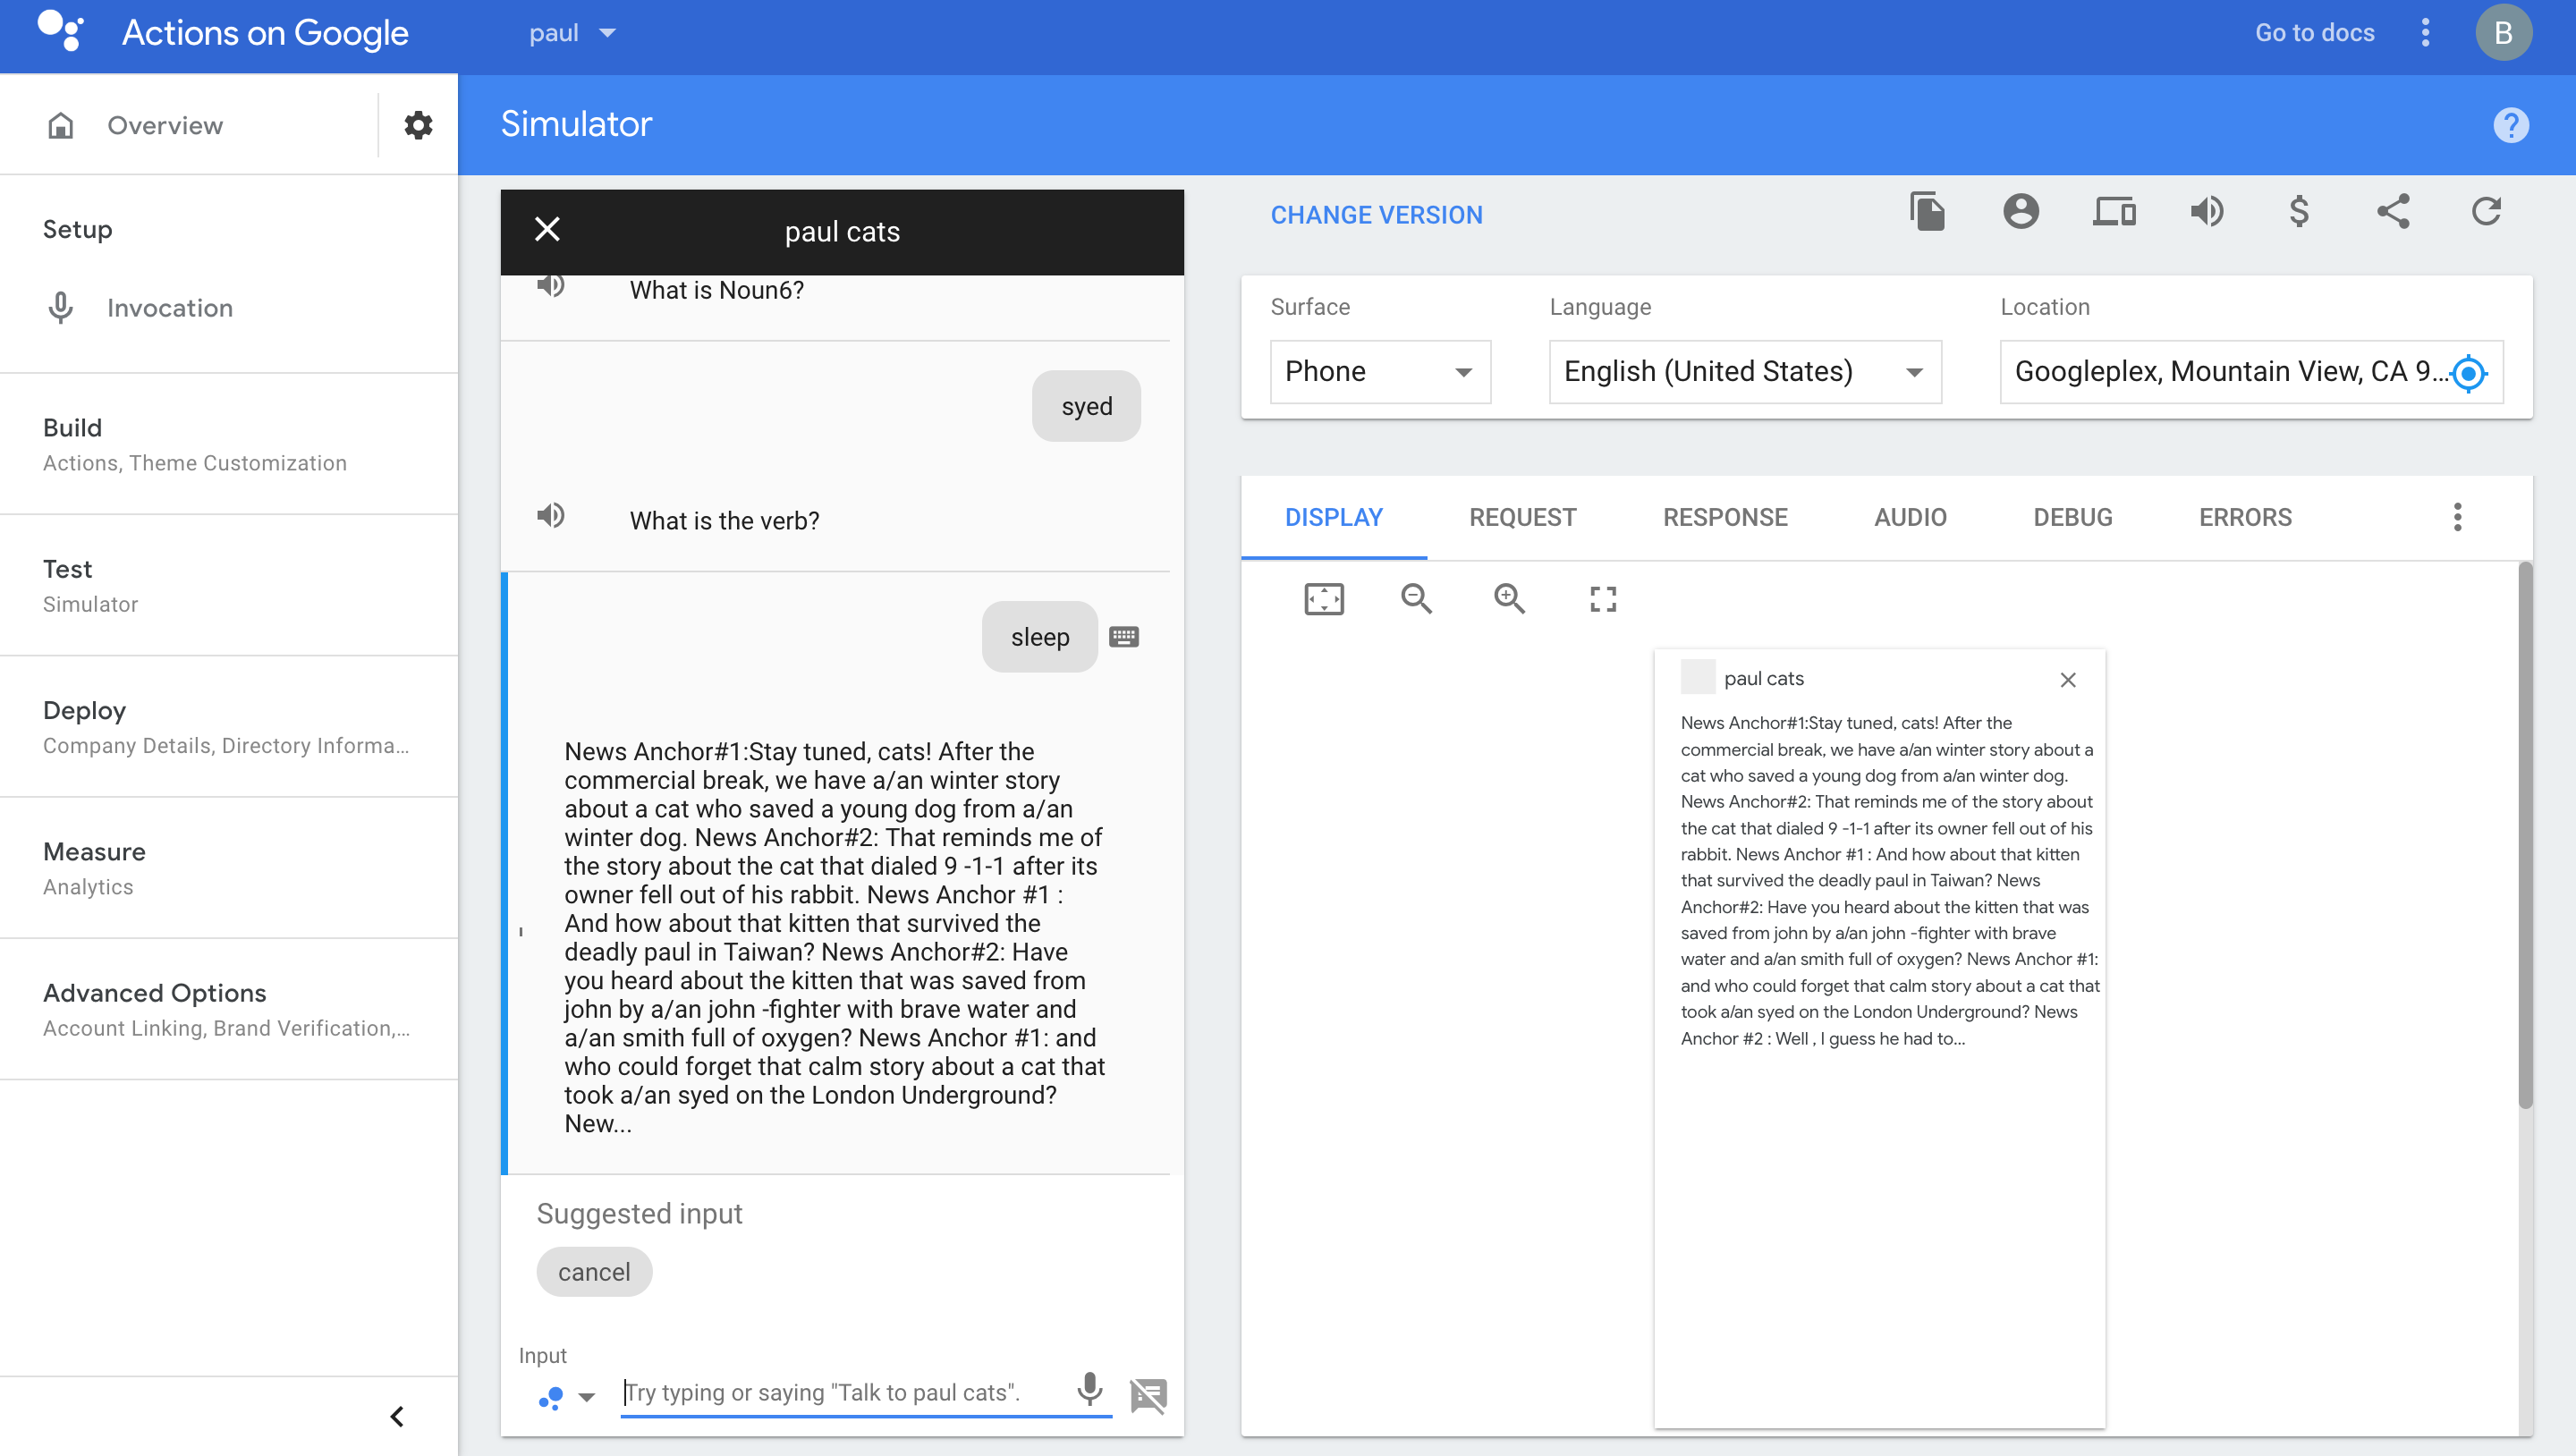 Actions on Google
paul
Go to docs
B
Overview
Simulator
?
Setup
Invocation
Build
Actions, Theme Customization
Test
Simulator
Deploy
Company Details, Directory Informa...
Measure
Analytics
Advanced Options
Account Linking, Brand Verification,...
paul cats
What is Noun6?
syed
What is the verb?
sleep
News Anchor#1:Stay tuned, cats! After the
commercial break, we have a/an winter story
about a cat who saved a young dog from a/an
winter dog. News Anchor#2: That reminds me of
the story about the cat that dialed 9 -1-1 after its
owner fell out of his rabbit. News Anchor #1 :
And how about that kitten that survived the
deadly paul in Taiwan? News Anchor#2: Have
you heard about the kitten that was saved from
john by a/an john -fighter with brave water and
a/an smith full of oxygen? News Anchor #1: and
who could forget that calm story about a cat that
took a/an syed on the London Underground?
New...
Suggested input
cancel
Input
Try typing or saying "Talk to paul cats".
CHANGE VERSION
$
Surface
Language
Location
Phone
English (United States)
Googleplex, Mountain View, CA 9...
DISPLAY
REQUEST
RESPONSE
AUDIO
DEBUG
ERRORS
paul cats
News Anchor#1:Stay tuned, cats! After the
commercial break, we have a/an winter story about a
cat who saved a young dog from a/an winter dog.
News Anchor#2: That reminds me of the story about
the cat that dialed 9 -1-1 after its owner fell out of his
rabbit. News Anchor #1 : And how about that kitten
that survived the deadly paul in Taiwan? News
Anchor#2: Have you heard about the kitten that was
saved from john by a/an john -fighter with brave
water and a/an smith full of oxygen? News Anchor #1:
and who could forget that calm story about a cat that
took a/an syed on the London Underground? News
Anchor #2 : Well , I guess he had to...